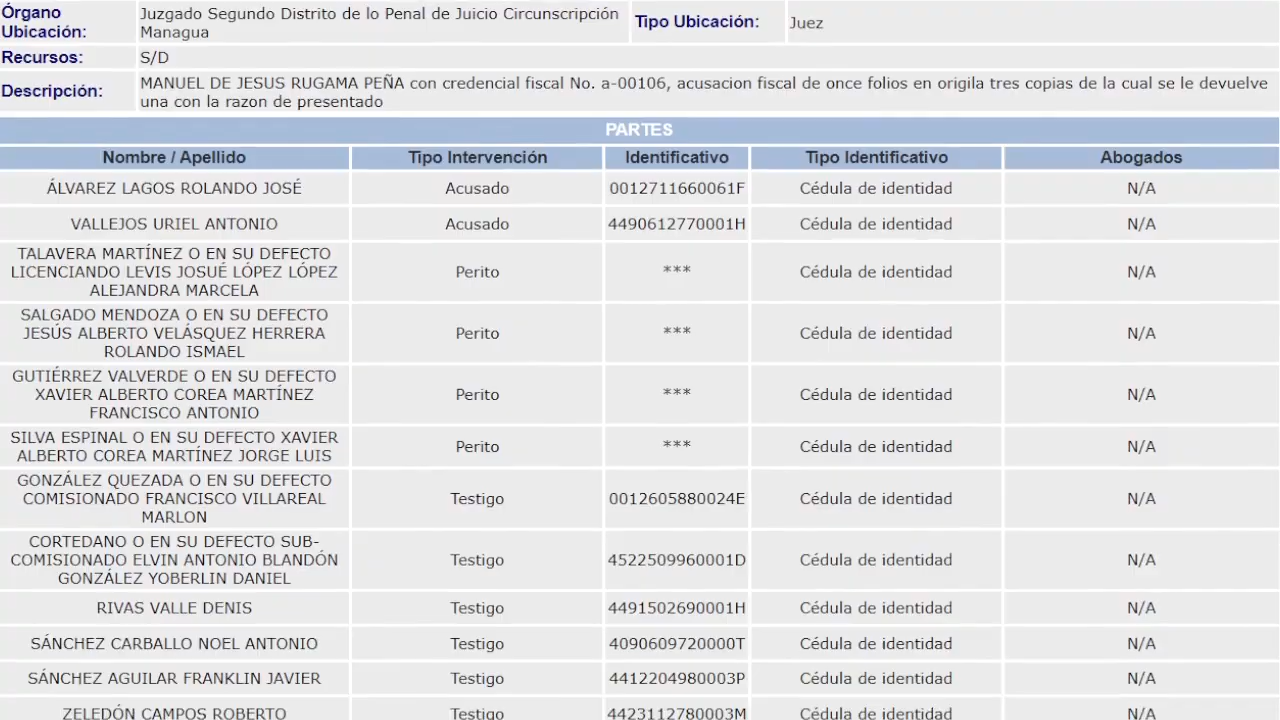 Órgano Ubicación: Juzgado Segundo Distrito de lo Penal de Juicio Circunscripción Managua Tipo Ubicación: Juez
Recursos: S/D
Descripción: MANUEL DE JESUS RUGAMA PEÑA con credencial fiscal No. a-00106, acusacion fiscal de once folios en origila tres copias de la cual se le devuelve
una con la razon de presentado
PARTES
Nombre / Apellido Tipo Intervención Identificativo Tipo Identificativo Abogados
ÁLVAREZ LAGOS ROLANDO JOSÉ Acusado 0012711660061F Cédula de identidad N/A
VALLEJOS URIEL ANTONIO Acusado 4490612770001H Cédula de identidad N/A
TALAVERA MARTÍNEZ O EN SU DEFECTO
LICENCIANDO LEVIS JOSUÉ LÓPEZ LÓPEZ
ALEJANDRA MARCELA Perito *** Cédula de identidad N/A
SALGADO MENDOZA O EN SU DEFECTO
JESÚS ALBERTO VELÁSQUEZ HERRERA
ROLANDO ISMAEL Perito *** Cédula de identidad N/A
GUTIÉRREZ VALVERDE O EN SU DEFECTO
XAVIER ALBERTO COREA MARTÍNEZ
FRANCISCO ANTONIO Perito *** Cédula de identidad N/A
SILVA ESPINAL O EN SU DEFECTO XAVIER
ALBERTO COREA MARTÍNEZ JORGE LUIS Perito *** Cédula de identidad N/A
GONZÁLEZ QUEZADA O EN SU DEFECTO
COMISIONADO FRANCISCO VILLAREAL
MARLON Testigo 0012605880024E Cédula de identidad N/A
CORTEDANO O EN SU DEFECTO SUB-
COMISIONADO ELVIN ANTONIO BLANDÓN
GONZÁLEZ YOBERLIN DANIEL Testigo 4522509960001D Cédula de identidad N/A
RIVAS VALLE DENIS Testigo 4491502690001H Cédula de identidad N/A
SÁNCHEZ CARBALLO NOEL ANTONIO Testigo 4090609720000T Cédula de identidad N/A
SÁNCHEZ AGUILAR FRANKLIN JAVIER Testigo 4412204980003P Cédula de identidad N/A
ZELEDÓN CAMPOS ROBERTO Testigo 4423112780003M Cédula de identidad N/A